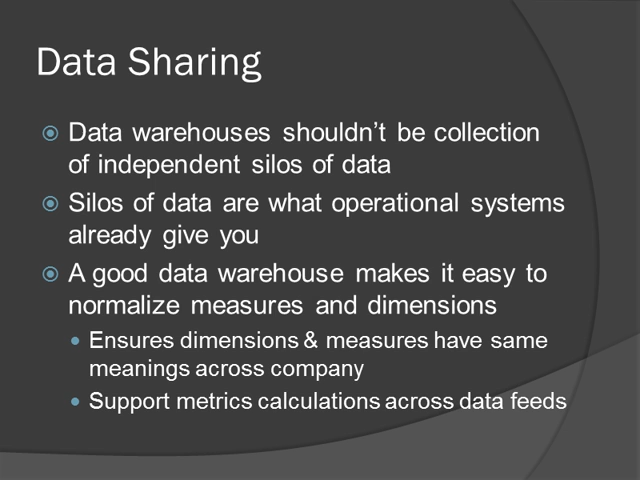 Data Sharing
Data warehouses shouldn’t be collection
of independent silos of data
Silos of data are what operational systems
already give you
A good data warehouse makes it easy to
normalize measures and dimensions
Ensures dimensions & measures have same
meanings across company
Support metrics calculations across data feeds